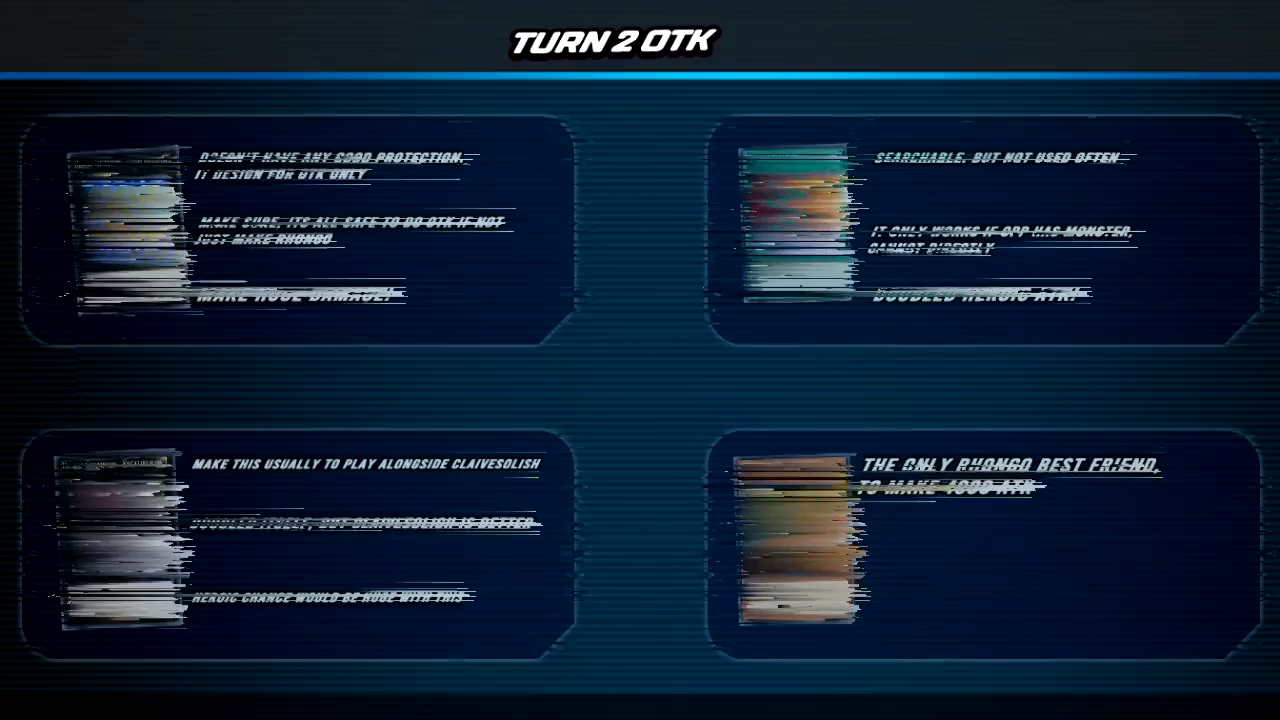 TURN 2 OTK
DOESN'T HAVE ANY GOOD PROTECTION,
IT DESIGN FOR OTK ONLY
MAKE SURE, ITS ALL SAFE TO DO OTK IF NOT
JUST MAKE RHONGO
MAKE HUGE DAMAGE!
SEARCHABLE, BUT NOT USED OFTEN
IT ONLY WORKS IF OPP HAS MONSTER,
CANNOT DIRECTLY
DOUBLED HEROIC ATK!
MAKE THIS USUALLY TO PLAY ALONGSIDE CLAIVESOLISH
DOUBLED ITSELF, BUT IS BETTER
HEROIC CHANCE WOULD BE HUGE WITH THIS
THE ONLY RHONGO BEST FRIEND,
TO MAKE 4000 ATK